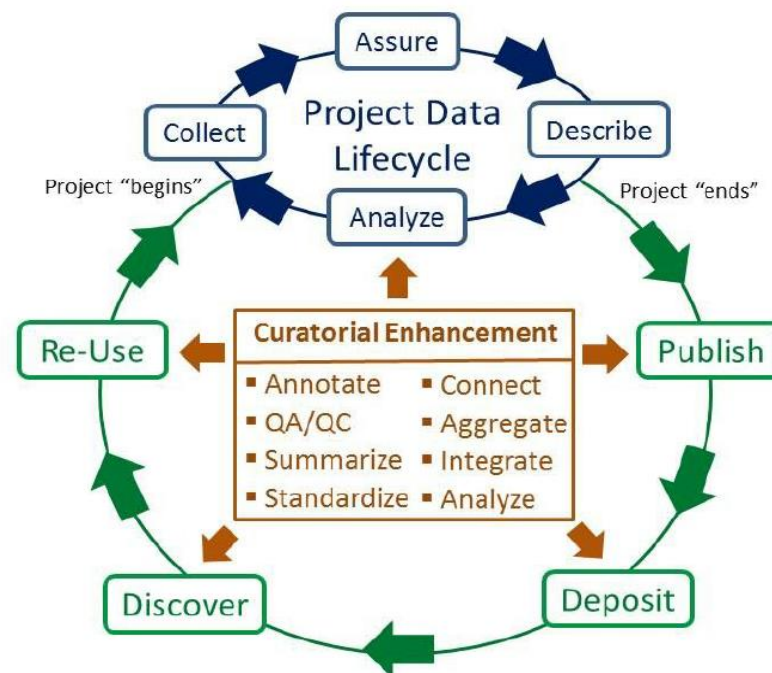 Assure
Project Data
Lifecycle
Collect
Describe
Project “begins”
Project “ends”
Analyze
Re-Use
Curatorial Enhancement
Publish
▪ Annotate
▪ Connect
▪ QA/QC
▪ Aggregate
▪ Summarize
▪ Integrate
▪ Standardize
▪ Analyze
Discover
Deposit